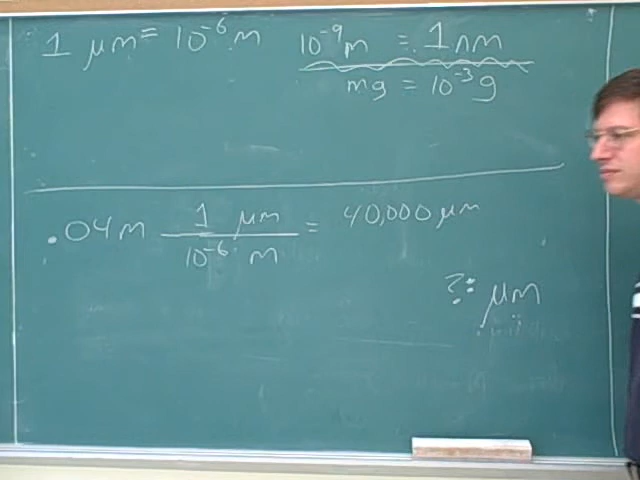 1 μm = 10⁻⁶ m
10⁻⁹ m = 1 nm
mg = 10⁻³ g
.04 m 1 μm / 10⁻⁶ m = 40,000 μm
?: μm